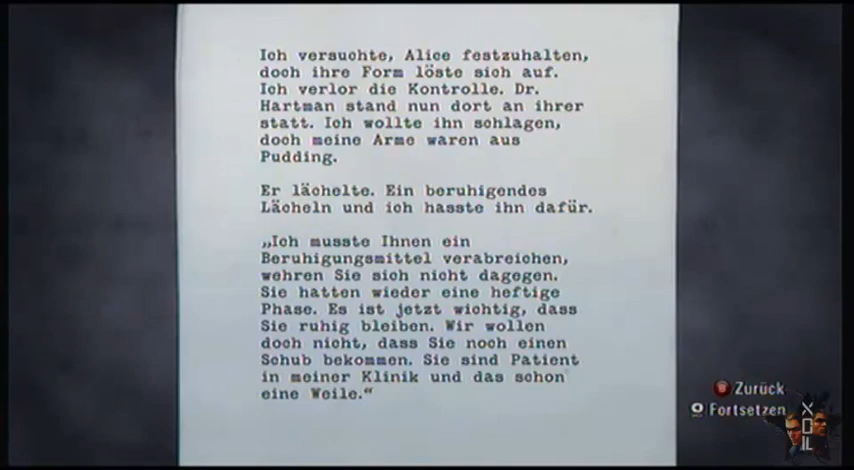 Ich versuchte, Alice festzuhalten,
doch ihre Form löste sich auf.
Ich verlor die Kontrolle. Dr.
Hartman stand nun dort an ihrer
statt. Ich wollte ihn schlagen,
doch meine Arme waren aus
Pudding.
Er lächelte. Ein beruhigendes
Lächeln und ich hasste ihn dafür.
„Ich musste Ihnen ein
Beruhigungsmittel verabreichen,
wehren Sie sich nicht dagegen.
Sie hatten wieder eine heftige
Phase. Es ist jetzt wichtig, dass
Sie ruhig bleiben. Wir wollen
doch nicht, dass Sie noch einen
Schub bekommen. Sie sind Patient
in meiner Klinik und das schon
eine Weile.“
Zurück
Fortsetzen